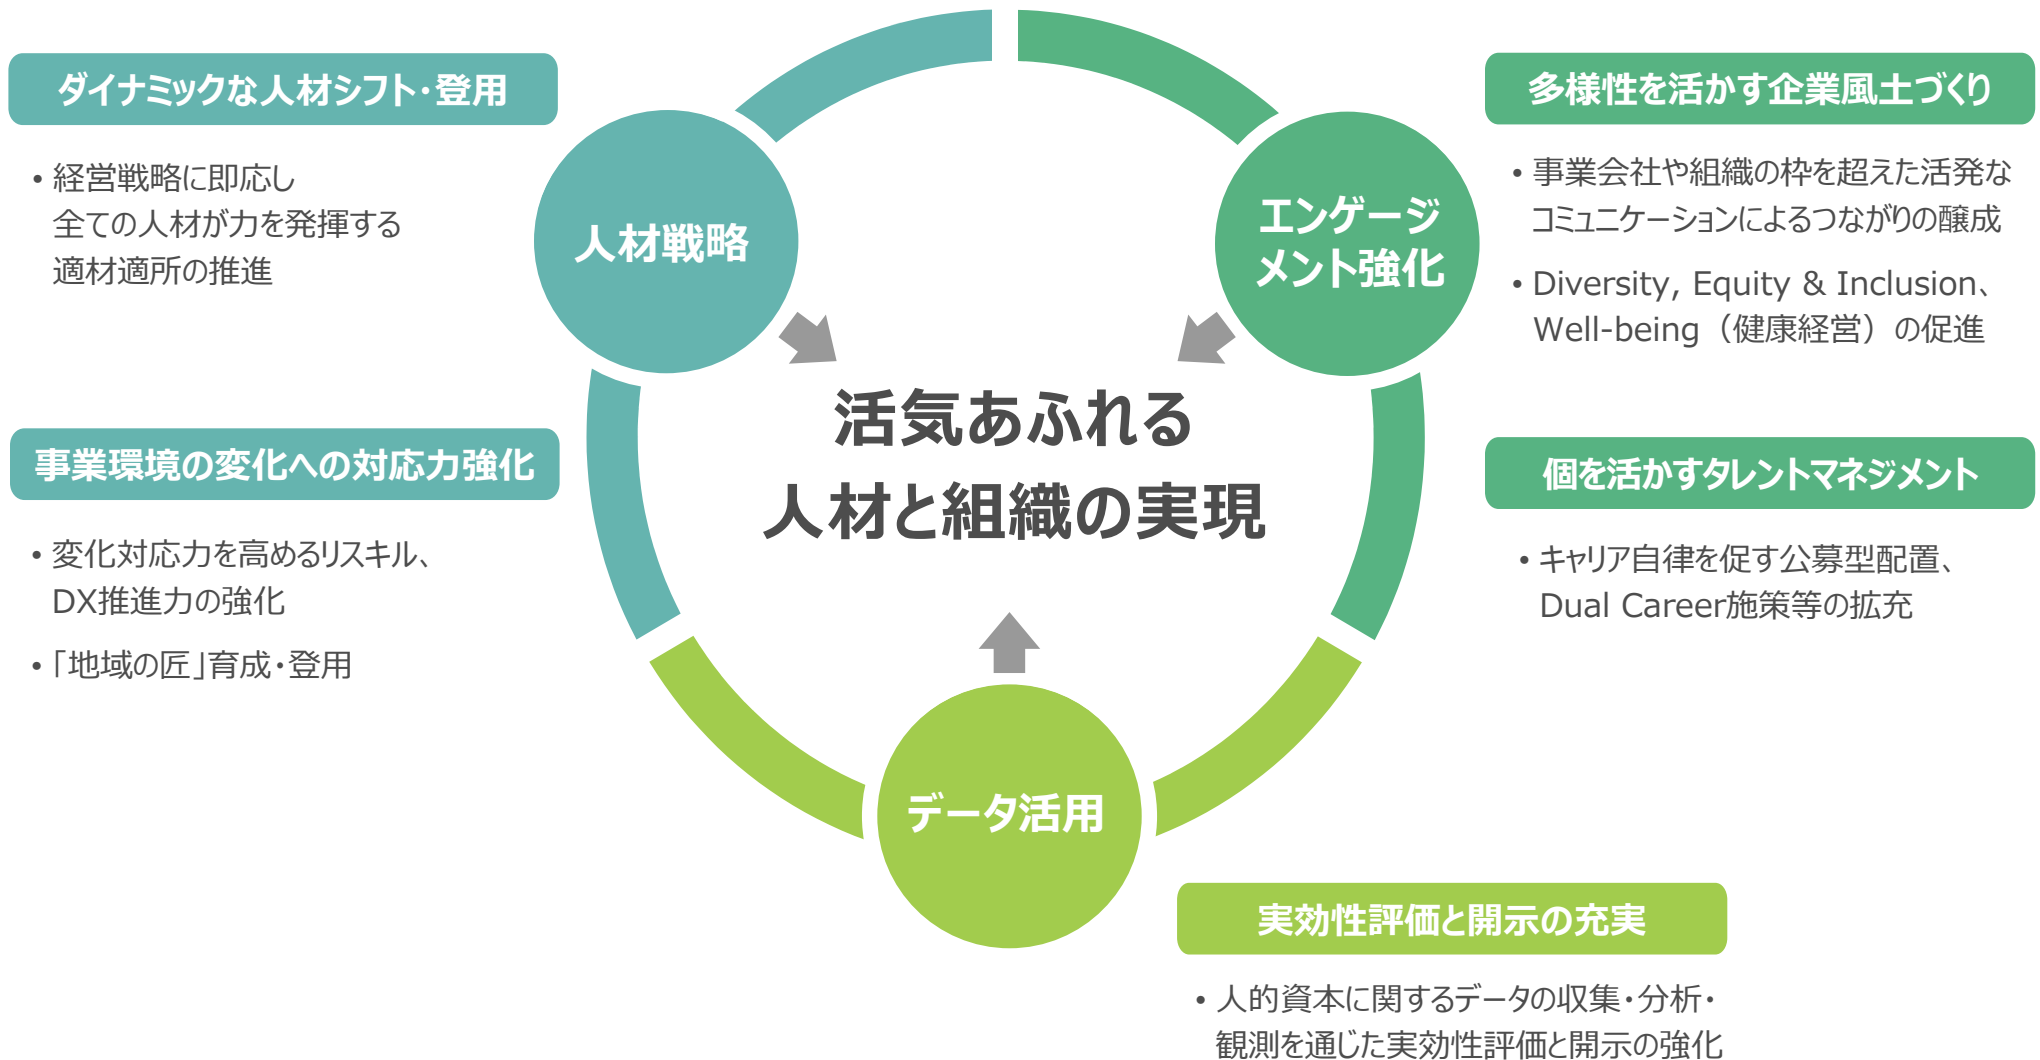 ダイナミックな人材シフト・登用
• 経営戦略に即応し
全ての人材が力を発揮する
適材適所の推進
事業環境の変化への対応力強化
• 変化対応力を高めるリスキル、
DX推進力の強化
• 「地域の匠」育成・登用
人材戦略
エンゲージ
メント強化
活気あふれる
人材と組織の実現
データ活用
多様性を活かす企業風土づくり
• 事業会社や組織の枠を超えた活発な
コミュニケーションによるつながりの醸成
• Diversity, Equity & Inclusion、
Well-being（健康経営）の促進
個を活かすタレントマネジメント
• キャリア自律を促す公募型配置、
Dual Career施策等の拡充
実効性評価と開示の充実
• 人的資本に関するデータの収集・分析・
観測を通じた実効性評価と開示の強化